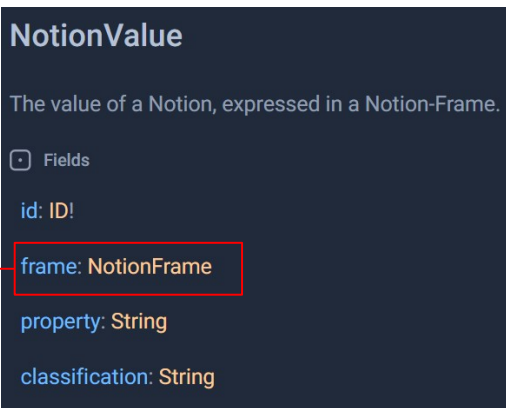 NotionValue
The value of a Notion, expressed in a Notion-Frame.
Fields
id: ID!
frame: NotionFrame
property: String
classification: String